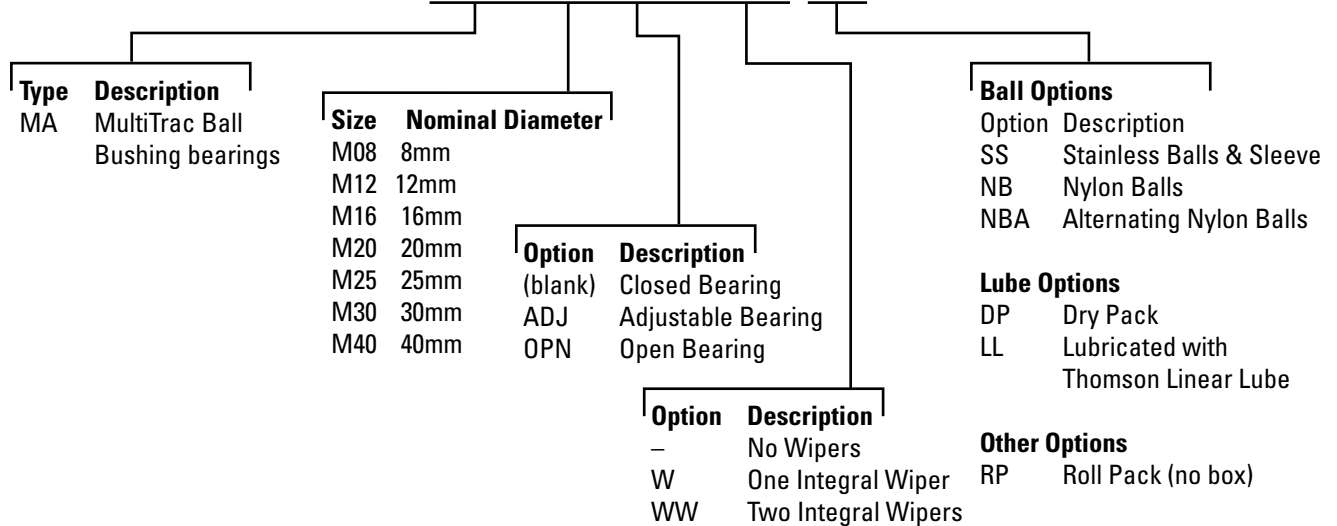 Type Description
MA MultiTrac Ball
Bushing bearings
Size Nominal Diameter
M08 8mm
M12 12mm
M16 16mm
M20 20mm
M25 25mm
M30 30mm
M40 40mm
Option Description
(blank) Closed Bearing
ADJ Adjustable Bearing
OPN Open Bearing
Option Description
– No Wipers
W One Integral Wiper
WW Two Integral Wipers
Ball Options
Option Description
SS Stainless Balls & Sleeve
NB Nylon Balls
NBA Alternating Nylon Balls
Lube Options
DP Dry Pack
LL Lubricated with
Thomson Linear Lube
Other Options
RP Roll Pack (no box)